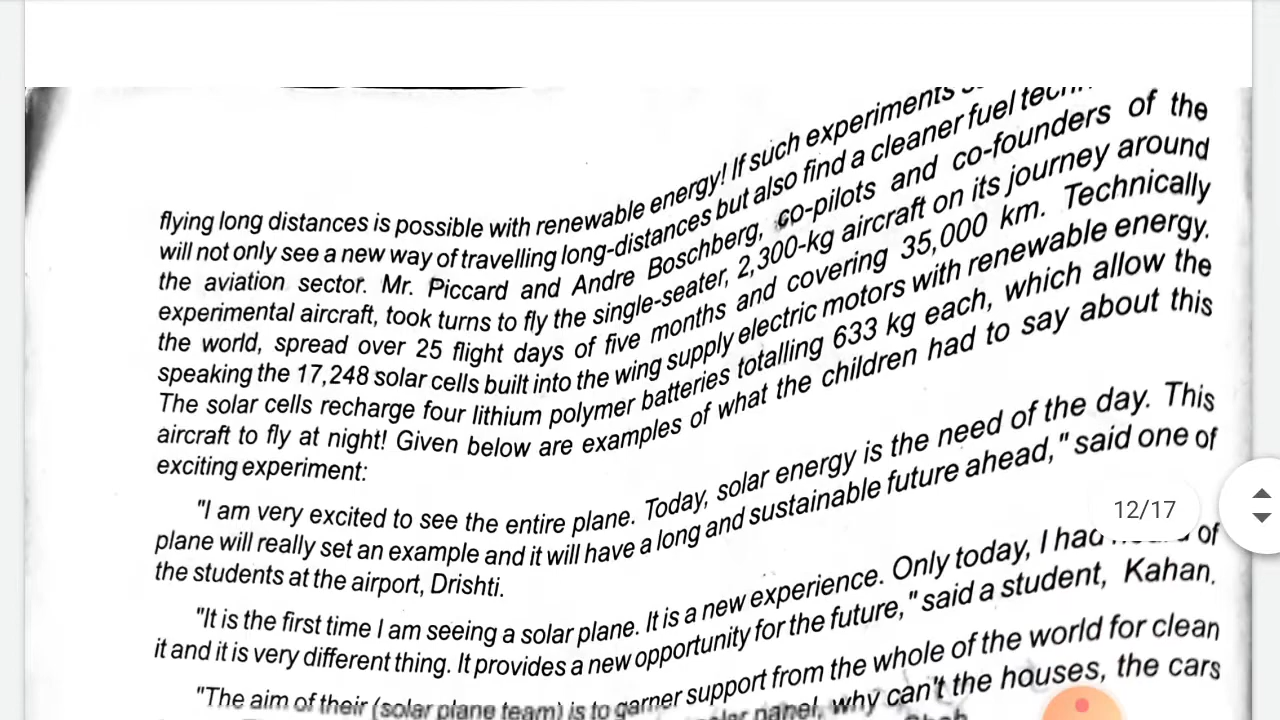 flying long distances is possible with renewable energy! If such experiments
will not only see a new way of travelling long-distances but also find a cleaner fuel
the aviation sector. Mr. Piccard and Andre Boschberg, co-pilots and co-founders of the
experimental aircraft, took turns to fly the single-seater, 2,300-kg aircraft on its journey around
the world, spread over 25 flight days of five months and covering 35,000 km. Technically
speaking the 17,248 solar cells built into the wing supply electric motors with renewable energy.
The solar cells recharge four lithium polymer batteries totalling 633 kg each, which allow the
aircraft to fly at night! Given below are examples of what the children had to say about this
exciting experiment:
"I am very excited to see the entire plane. Today, solar energy is the need of the day. This
plane will really set an example and it will have a long and sustainable future ahead," said one of
the students at the airport, Drishti.
"It is the first time I am seeing a solar plane. It is a new experience. Only today, I had of
it and it is very different thing. It provides a new opportunity for the future," said a student, Kahan.
"The aim of their (solar plane team) is to garner support from the whole of the world for clean
panel, why can't the houses, the cars
12/17